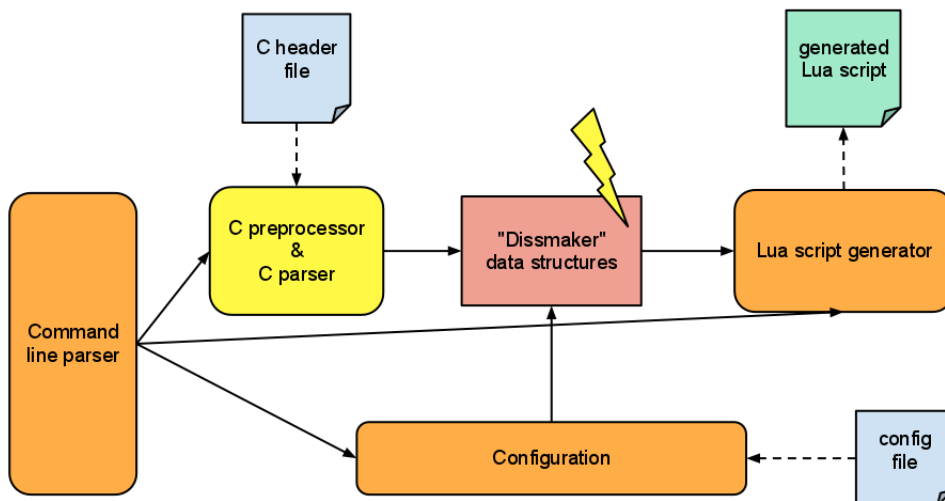 C header
file
generated
Lua script
C preprocessor
&
C parser
"Dissmaker"
data structures
Lua script generator
Command
line parser
Configuration
config
file